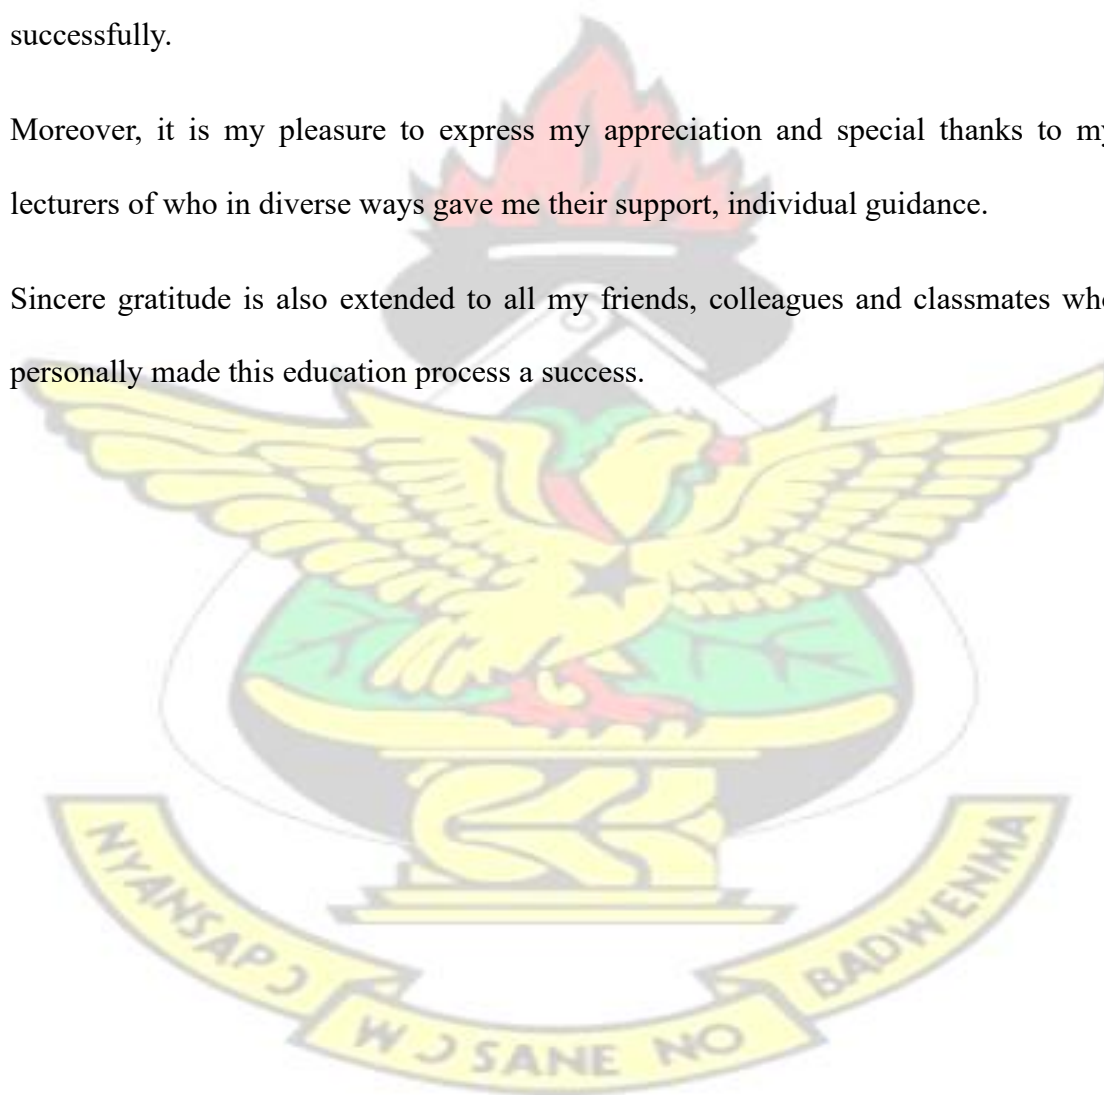 successfully.
Moreover, it is my pleasure to express my appreciation and special thanks to my
lecturers of who in diverse ways gave me their support, individual guidance.
Sincere gratitude is also extended to all my friends, colleagues and classmates who
personally made this education process a success.
NYANSAPƆ
WƆ SANE NO
BADWENMA